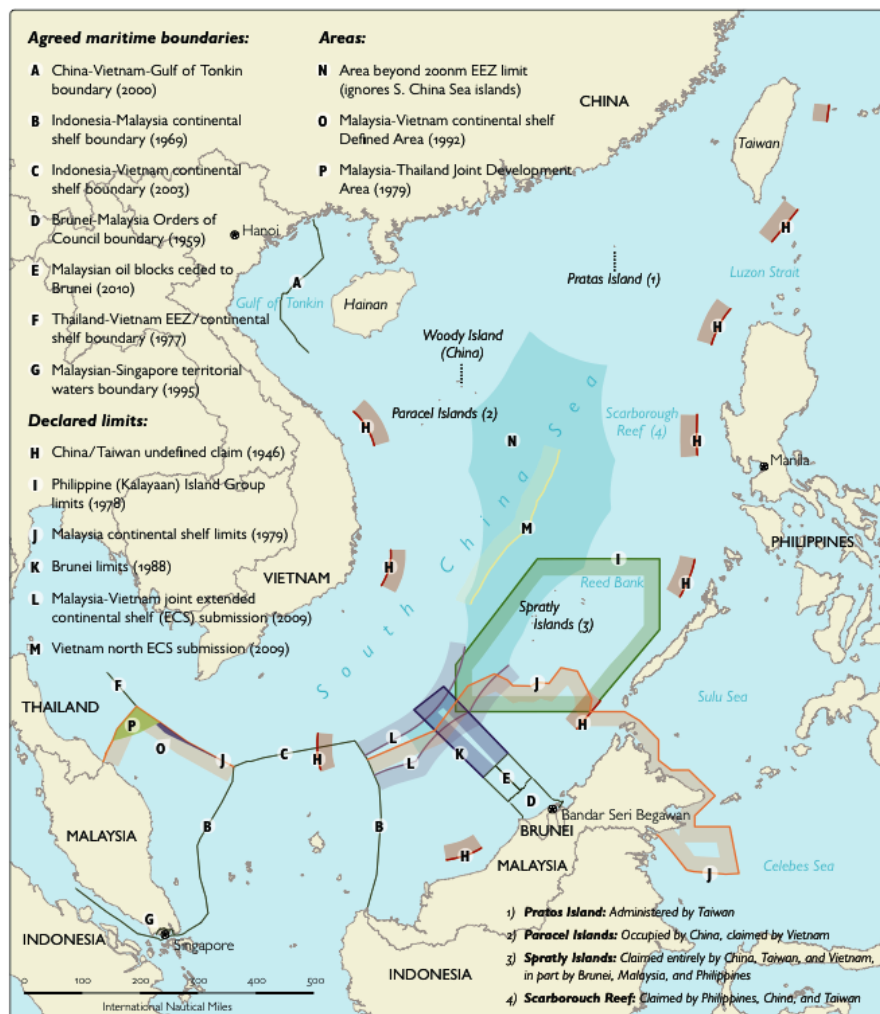 Agreed maritime boundaries:
A China-Vietnam-Gulf of Tonkin
boundary (2000)
B Indonesia-Malaysia continental
shelf boundary (1969)
C Indonesia-Vietnam continental
shelf boundary (2003)
D Brunei-Malaysia Orders of
Council boundary (1959)
E Malaysian oil blocks ceded to
Brunei (2010)
F Thailand-Vietnam EEZ/continental
shelf boundary (1977)
G Malaysian-Singapore territorial
waters boundary (1995)
Declared limits:
H China/Taiwan undefined claim (1946)
I Philippine (Kalayaan) Island Group
limits (1978)
J Malaysia continental shelf limits (1979)
K Brunei limits (1988)
L Malaysia-Vietnam joint extended
continental shelf (ECS) submission (2009)
M Vietnam north ECS submission (2009)
Areas:
N Area beyond 200nm EEZ limit
(ignores S. China Sea islands)
O Malaysia-Vietnam continental shelf
Defined Area (1992)
P Malaysia-Thailand Joint Development
Area (1979)
CHINA
Taiwan
Hanoi
H
A
Pratas Island (1)
Luzon Strait
Gulf of Tonkin
Hainan
H
Woody Island
(China)
Paracel Islands (2)
Scarborough
Reef (4)
H
N
H
South China Sea
Manila
M
PHILIPPINES
VIETNAM
H
I
Reed Bank
H
Spratly
Islands (3)
F
J
THAILAND
Sulu Sea
P
O
J
C
H
L
L
K
H
E
D
Bandar Seri Begawan
BRUNEI
B
B
MALAYSIA
H
MALAYSIA
J
Celebes Sea
G
Singapore
INDONESIA
INDONESIA
1) Pratos Island: Administered by Taiwan
2) Paracel Islands: Occupied by China, claimed by Vietnam
3) Spratly Islands: Claimed entirely by China, Taiwan, and Vietnam,
in part by Brunei, Malaysia, and Philippines
4) Scarborouch Reef: Claimed by Philippines, China, and Taiwan
0 100 200 300 400 500
International Nautical Miles